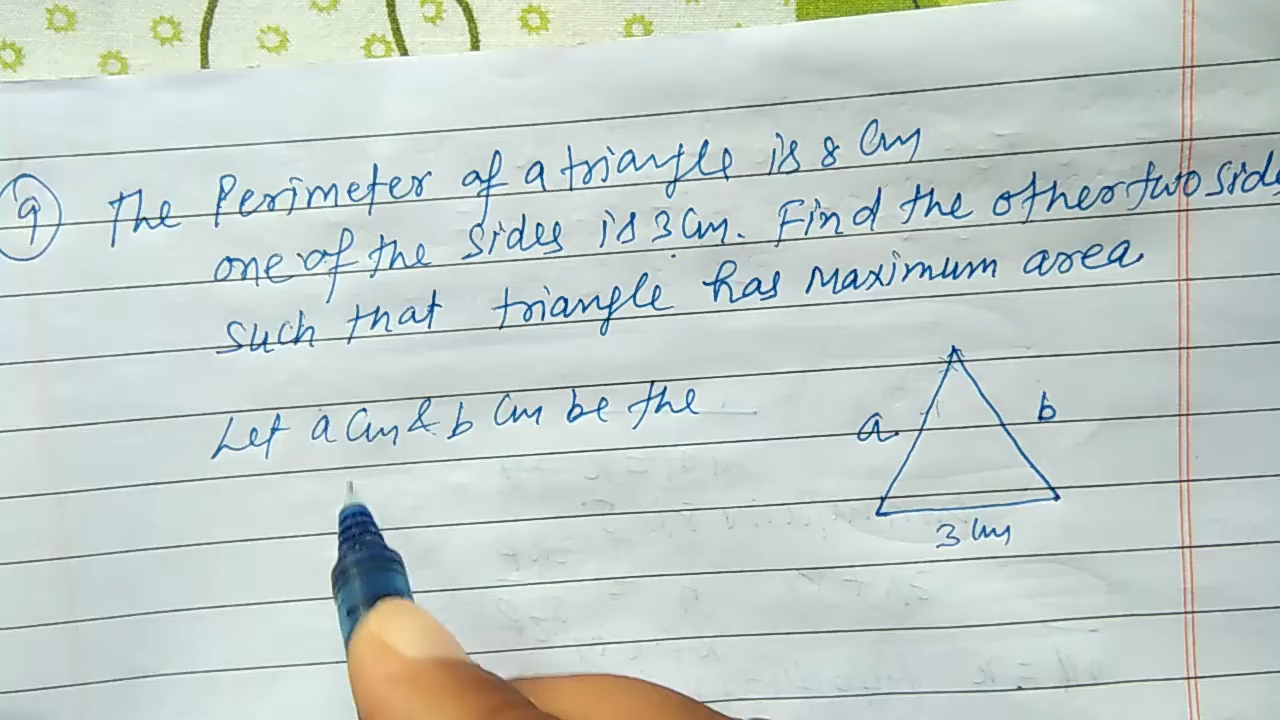 9 The Perimeter of a triangle is 8 Cm
one of the Sides is 3 Cm. Find the other two Side
such that triangle has Maximum area
Let a Cm & b Cm be the
a
b
3 Cm